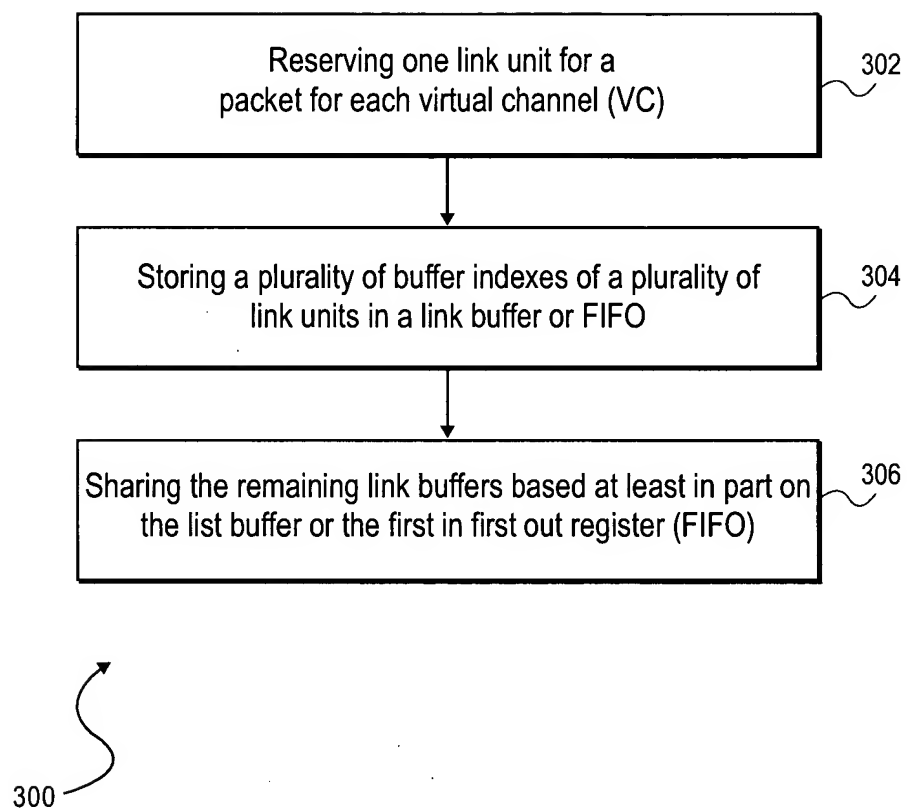 Reserving one link unit for a
packet for each virtual channel (VC)
302
Storing a plurality of buffer indexes of a plurality of
link units in a link buffer or FIFO
304
Sharing the remaining link buffers based at least in part on
the list buffer or the first in first out register (FIFO)
306
300